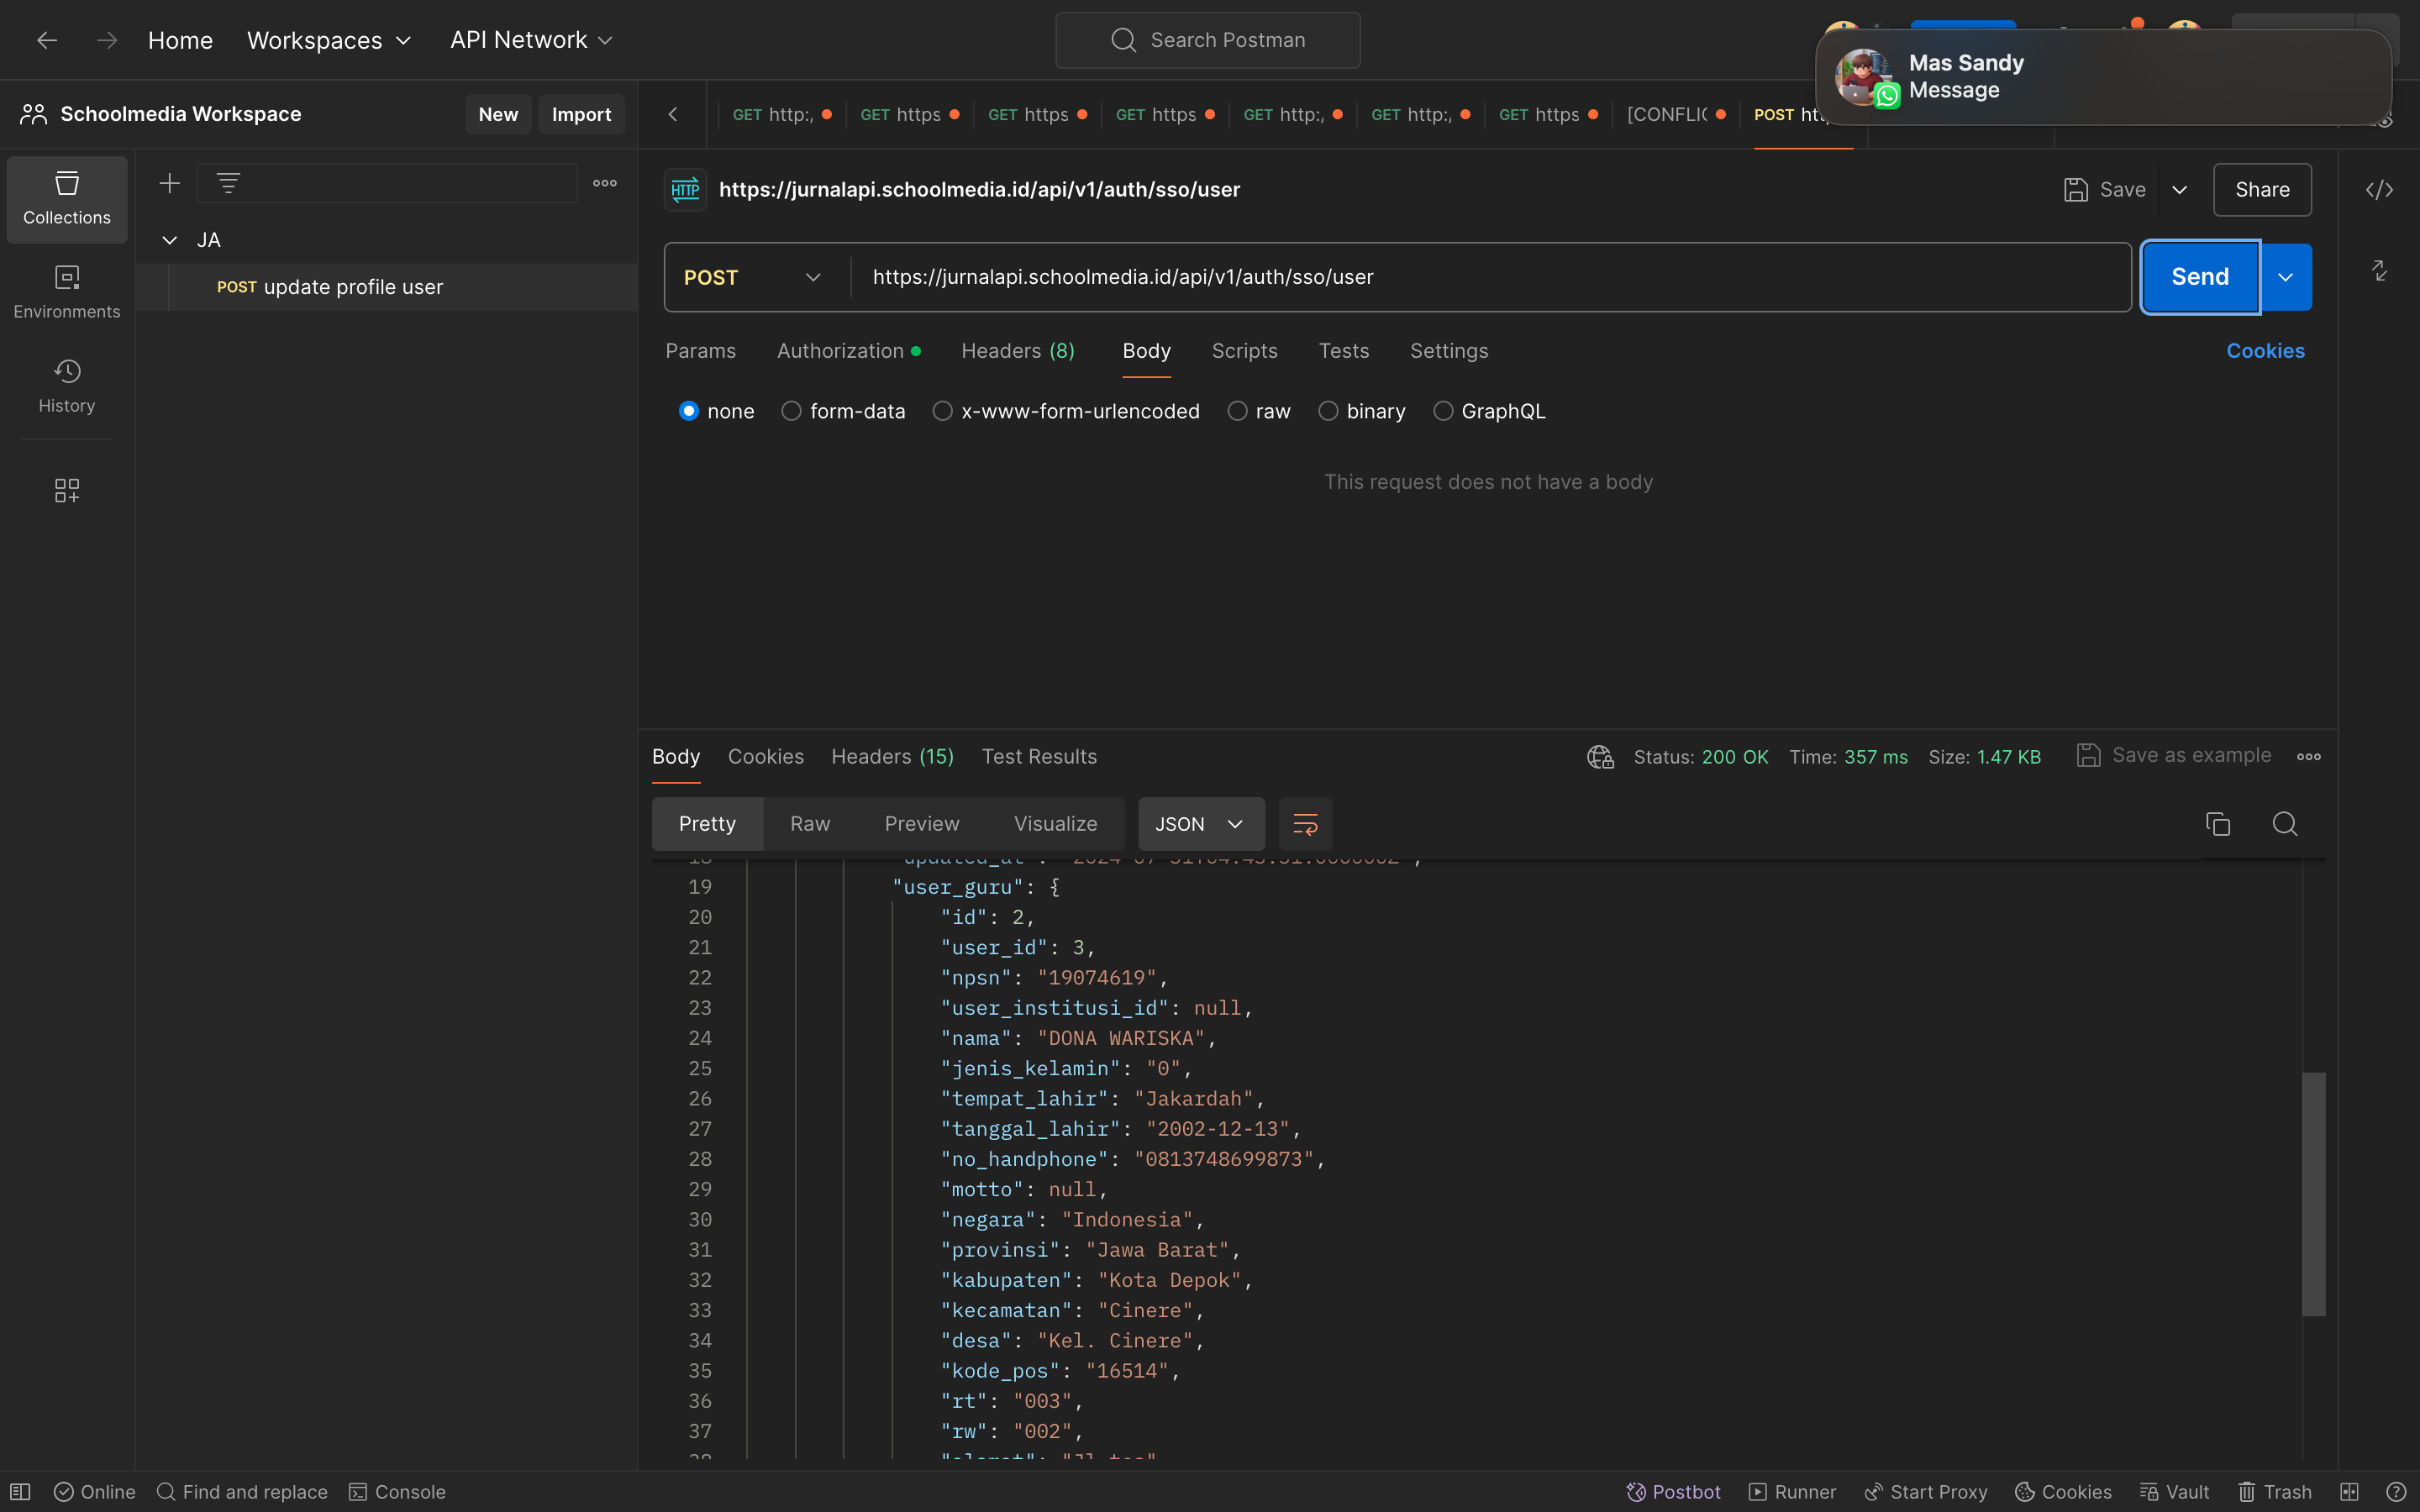 Home Workspaces API Network Search Postman
Mas Sandy
Message
Schoolmedia Workspace New Import
GET http:, GET https GET https GET https GET http:, GET http:, GET https [CONFLIC POST
https://jurnalapi.schoolmedia.id/api/v1/auth/sso/user Save Share
Collections
JA
POST update profile user
Environments
History
POST https://jurnalapi.schoolmedia.id/api/v1/auth/sso/user Send
Params Authorization Headers (8) Body Scripts Tests Settings Cookies
none form-data x-www-form-urlencoded raw binary GraphQL
This request does not have a body
Body Cookies Headers (15) Test Results Status: 200 OK Time: 357 ms Size: 1.47 KB Save as example
Pretty Raw Preview Visualize JSON
19 "user_guru": {
20 "id": 2,
21 "user_id": 3,
22 "npsn": "19074619",
23 "user_institusi_id": null,
24 "nama": "DONA WARISKA",
25 "jenis_kelamin": "0",
26 "tempat_lahir": "Jakardah",
27 "tanggal_lahir": "2002-12-13",
28 "no_handphone": "0813748699873",
29 "motto": null,
30 "negara": "Indonesia",
31 "provinsi": "Jawa Barat",
32 "kabupaten": "Kota Depok",
33 "kecamatan": "Cinere",
34 "desa": "Kel. Cinere",
35 "kode_pos": "16514",
36 "rt": "003",
37 "rw": "002",
Online Find and replace Console Postbot Runner Start Proxy Cookies Vault Trash